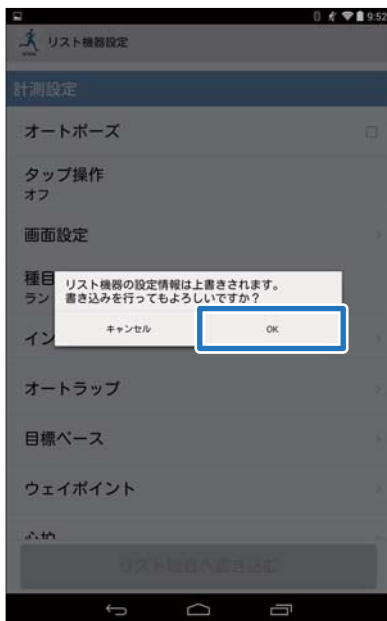 9:52
リスト機器設定
計測設定
オートポーズ
タップ操作
オフ
画面設定
種目
ラン
リスト機器の設定情報は上書きされます。
書き込みを行ってもよろしいですか？
キャンセル
OK
イン
オートラップ
目標ペース
ウェイポイント
心拍
リスト機器へ書き込む